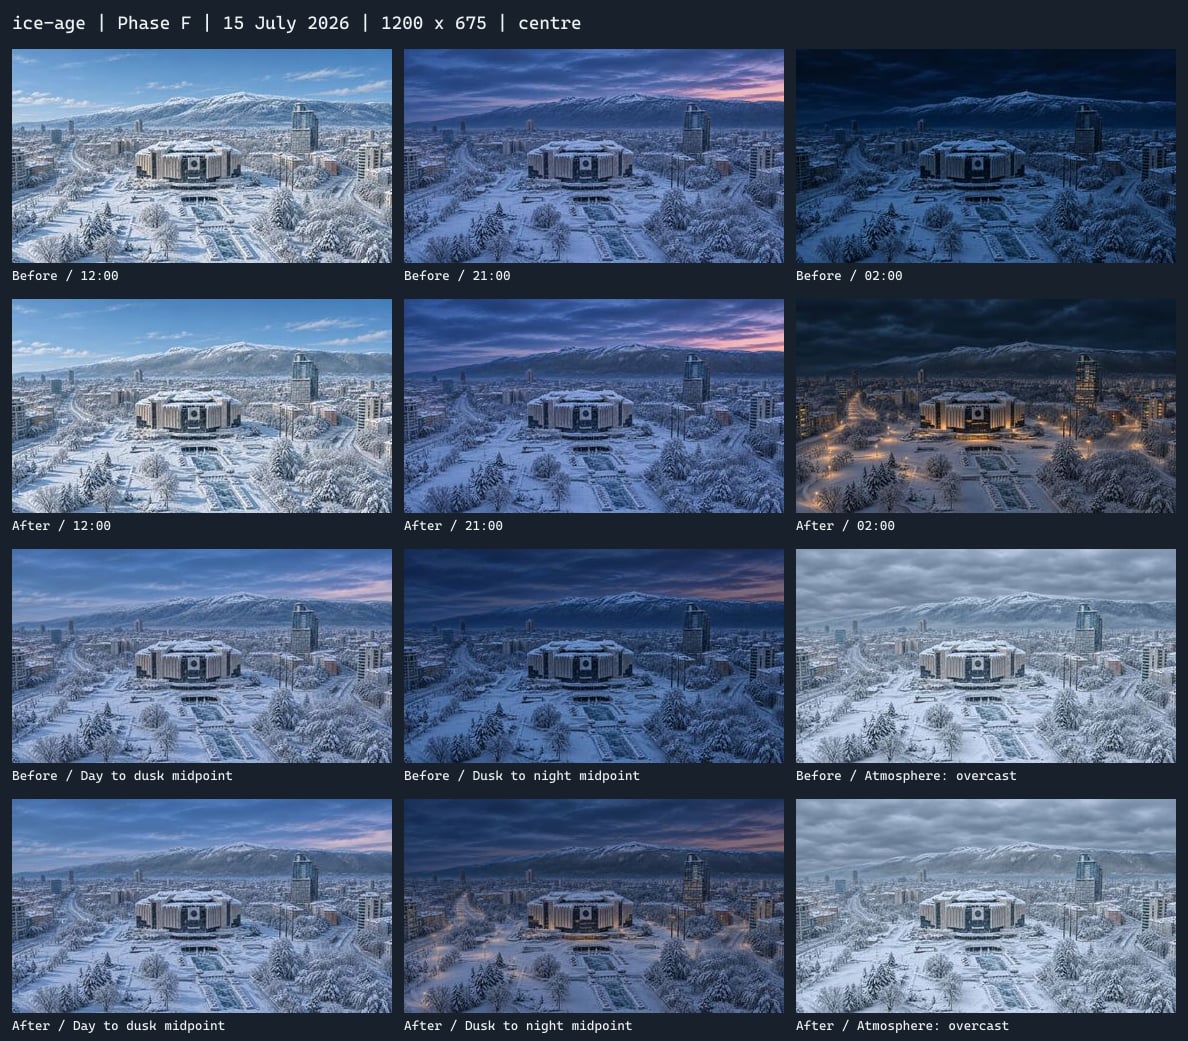 ice-age | Phase F | 15 July 2026 | 1200 x 675 | centre
Before / 12:00
Before / 21:00
Before / 02:00
After / 12:00
After / 21:00
After / 02:00
Before / Day to dusk midpoint
Before / Dusk to night midpoint
Before / Atmosphere: overcast
After / Day to dusk midpoint
After / Dusk to night midpoint
After / Atmosphere: overcast